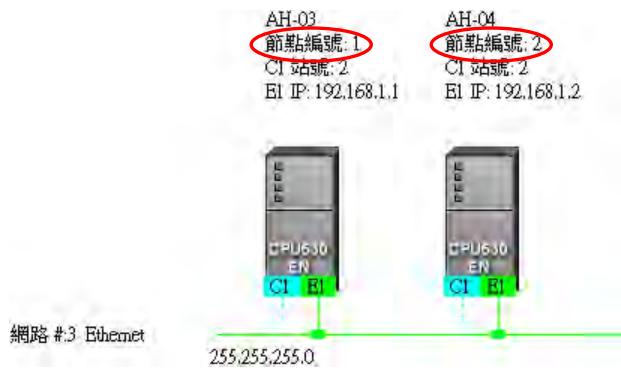 AH-03
節點編號: 1
C1 站號: 2
E1 IP: 192.168.1.1
AH-04
節點編號: 2
C1 站號: 2
E1 IP: 192.168.1.2
CPU530
EN
C1 E1
CPU530
EN
C1 E1
網路 #:3 Ethernet
255.255.255.0